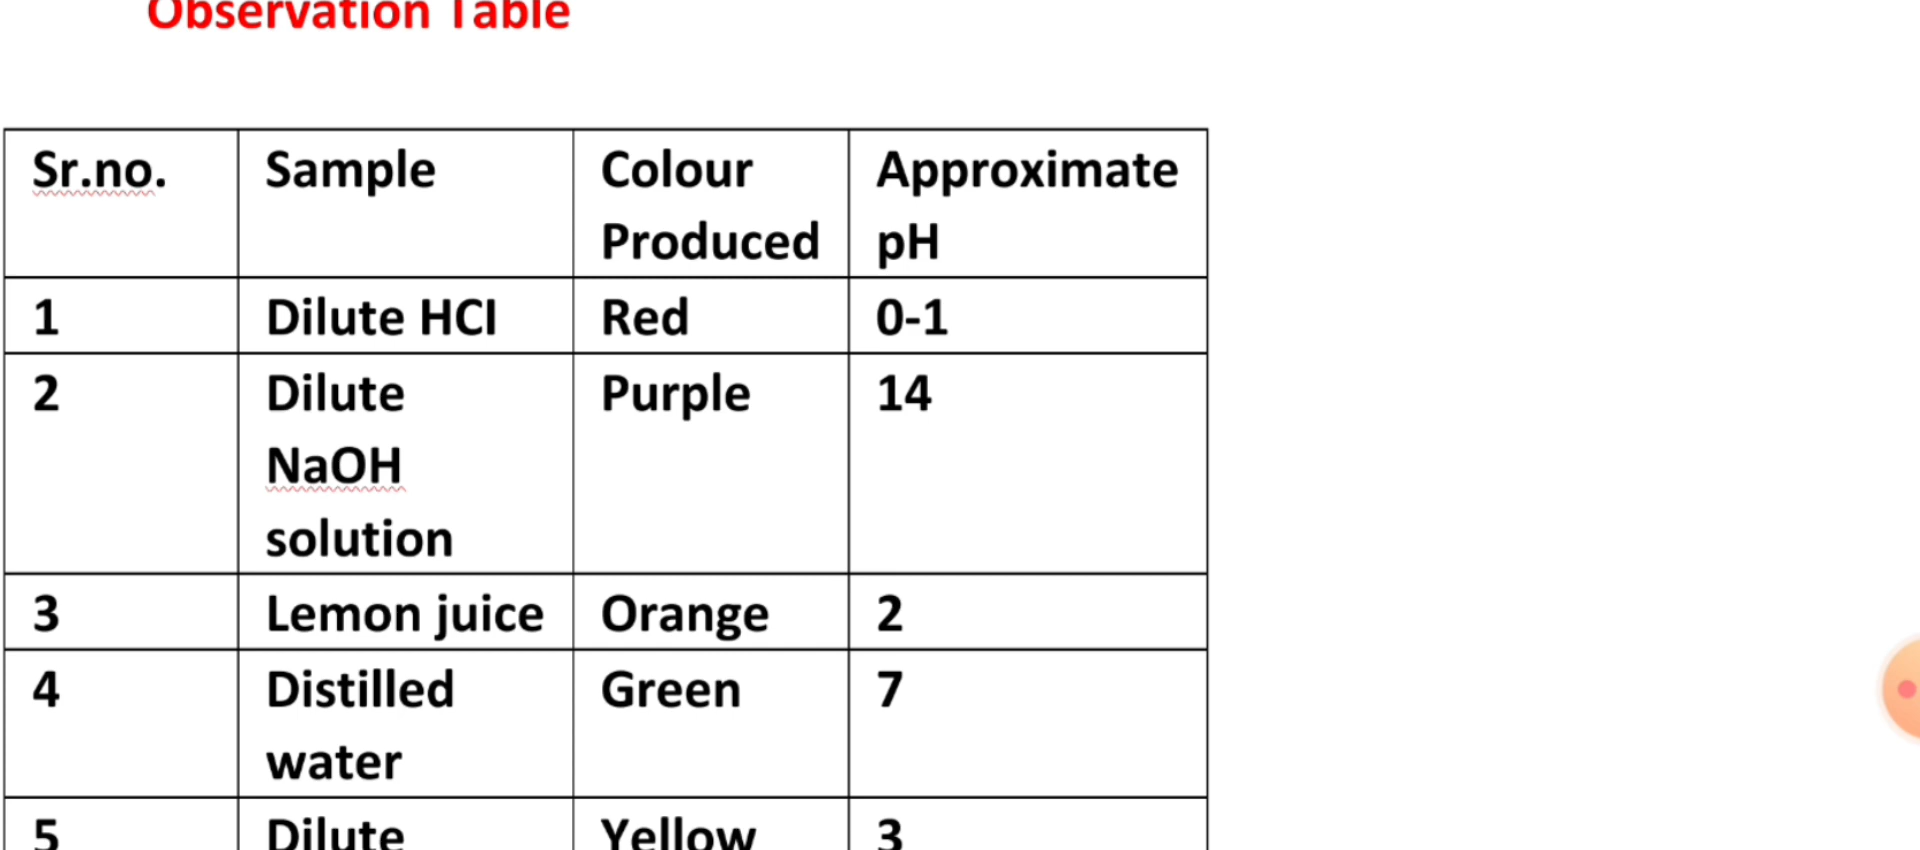 Observation Table
Sr.no. Sample Colour Produced Approximate pH
1 Dilute HCl Red 0-1
2 Dilute NaOH solution Purple 14
3 Lemon juice Orange 2
4 Distilled water Green 7
5 Dilute Yellow 3